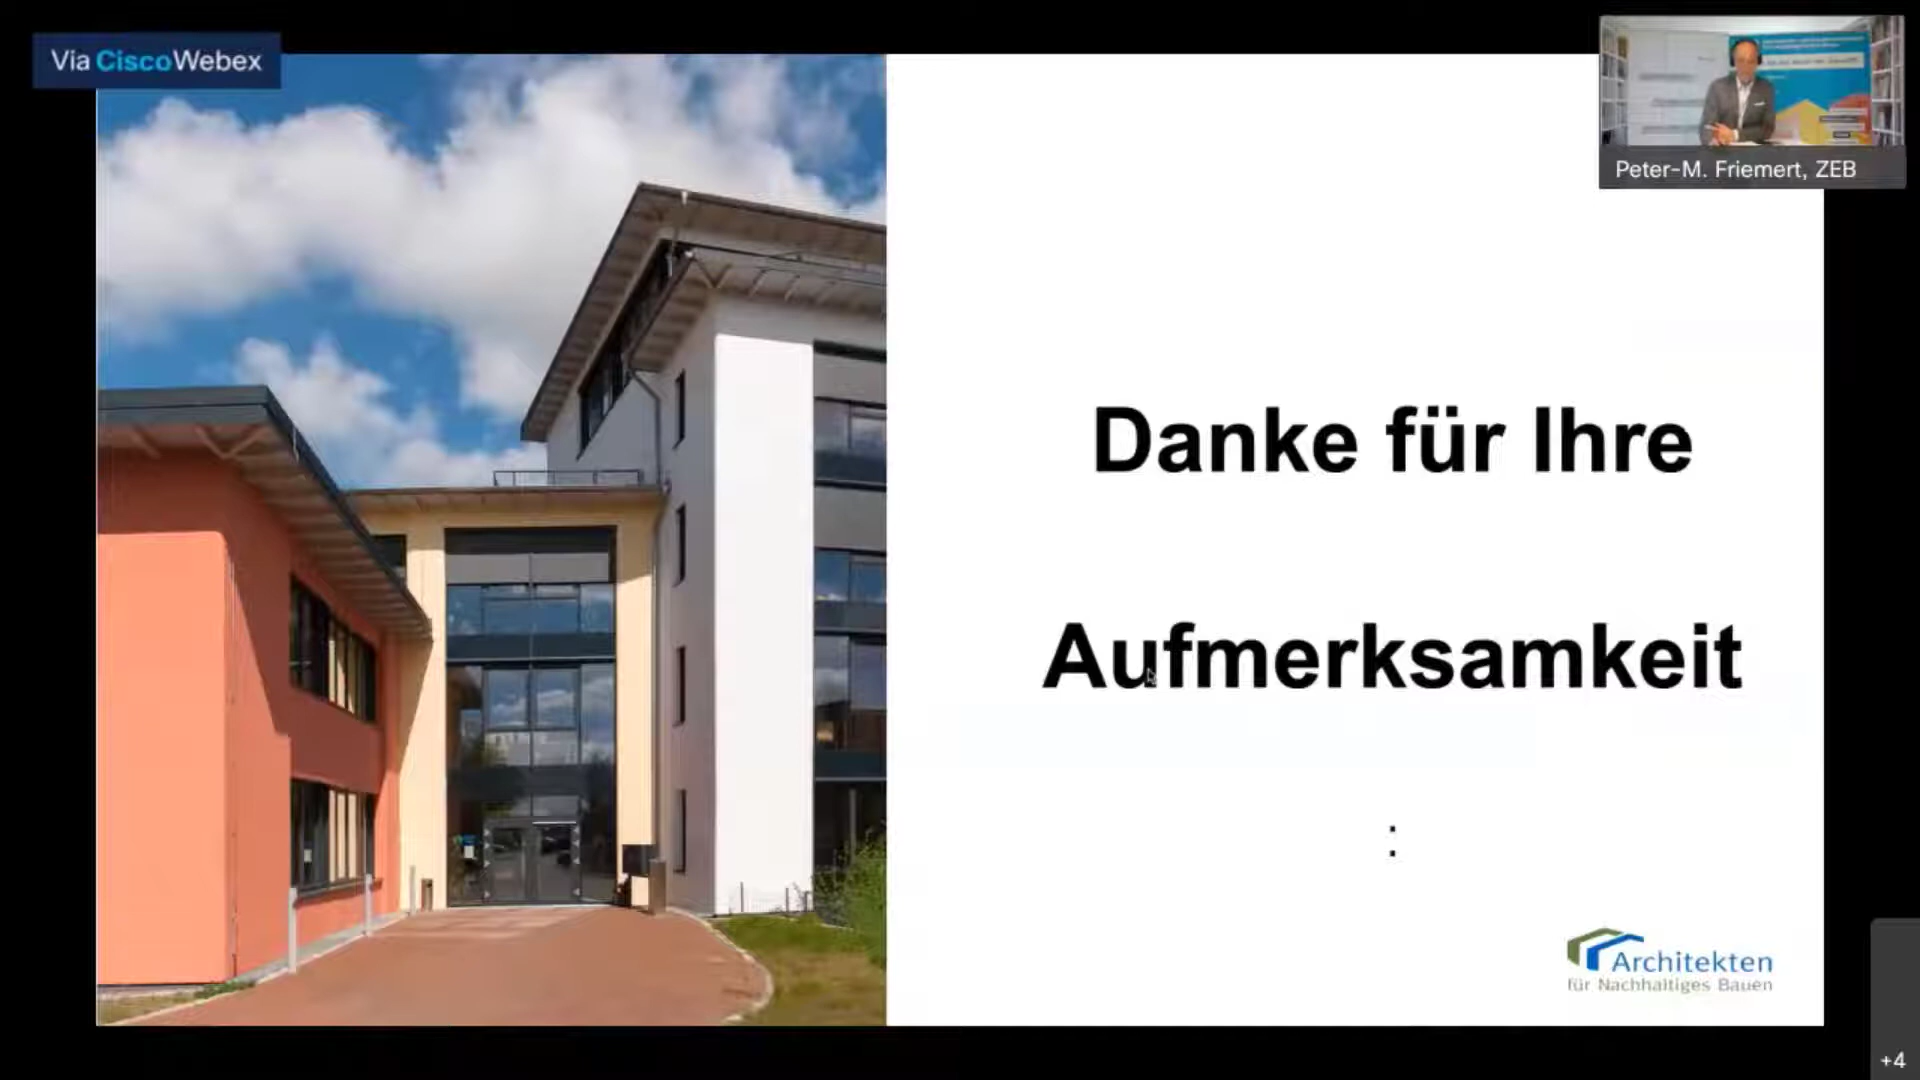 Via CiscoWebex
Peter-M. Friemert, ZEB
Danke für Ihre
Aufmerksamkeit
:
Architekten
für Nachhaltiges Bauen
+4